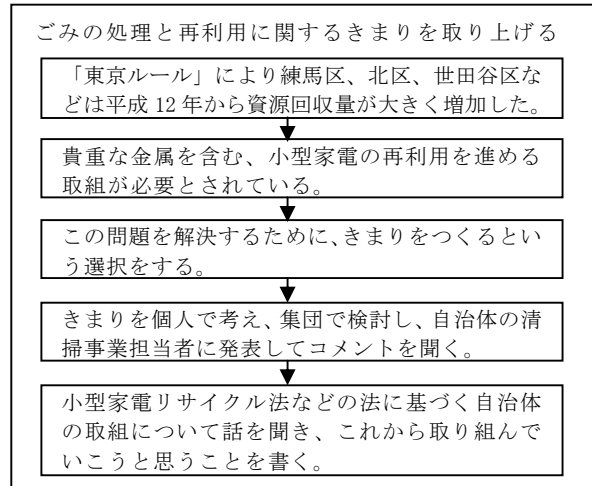 ごみの処理と再利用に関するきまりを取り上げる
「東京ルール」により練馬区、北区、世田谷区な
どは平成 12 年から資源回収量が大きく増加した。
貴重な金属を含む、小型家電の再利用を進める
取組が必要とされている。
この問題を解決するために、きまりをつくるとい
う選択をする。
きまりを個人で考え、集団で検討し、自治体の清
掃事業担当者に発表してコメントを聞く。
小型家電リサイクル法などの法に基づく自治体
の取組について話を聞き、これから取り組んで
いこうと思うことを書く。